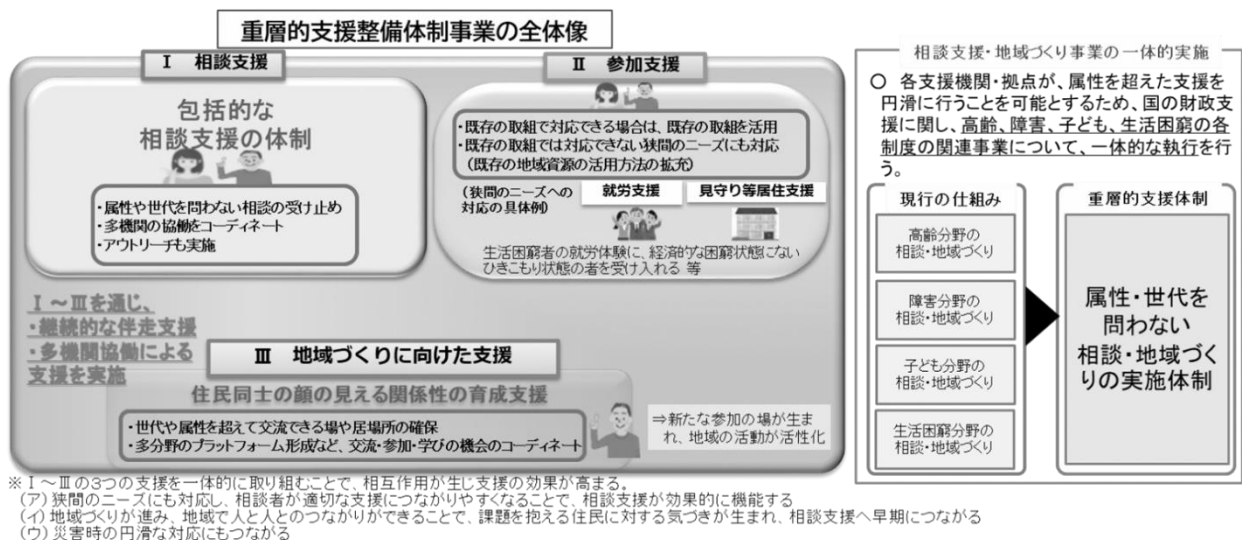 重層的支援整備体制事業の全体像
Ⅰ 相談支援
包括的な
相談支援の体制
・属性や世代を問わない相談の受け止め
・多機関の協働をコーディネート
・アウトリーチも実施
Ⅱ 参加支援
・既存の取組で対応できる場合は、既存の取組を活用
・既存の取組では対応できない狭間のニーズにも対応
（既存の地域資源の活用方法の拡充）
（狭間のニーズへの
対応の具体例）
就労支援
見守り等居住支援
生活困窮者の就労体験に、経済的な困窮状態にない
ひきこもり状態の者を受け入れる 等
Ⅰ～Ⅲを通じ、
・継続的な伴走支援
・多機関協働による
支援を実施
Ⅲ 地域づくりに向けた支援
住民同士の顔の見える関係性の育成支援
・世代や属性を超えて交流できる場や居場所の確保
・多分野のプラットフォーム形成など、交流・参加・学びの機会のコーディネート
⇒新たな参加の場が生ま
れ、地域の活動が活性化
※Ⅰ～Ⅲの3つの支援を一体的に取り組むことで、相互作用が生じ支援の効果が高まる。
（ア）狭間のニーズにも対応し、相談者が適切な支援につながりやすくなることで、相談支援が効果的に機能する
（イ）地域づくりが進み、地域で人と人とのつながりができることで、課題を抱える住民に対する気づきが生まれ、相談支援へ早期につながる
（ウ）災害時の円滑な対応にもつながる
相談支援・地域づくり事業の一体的実施
○ 各支援機関・拠点が、属性を超えた支援を
円滑に行うことを可能とするため、国の財政支
援に関し、高齢、障害、子ども、生活困窮の各
制度の関連事業について、一体的な執行を行
う。
現行の仕組み
高齢分野の
相談・地域づくり
障害分野の
相談・地域づくり
子ども分野の
相談・地域づくり
生活困窮分野の
相談・地域づくり
重層的支援体制
属性・世代を
問わない
相談・地域づく
りの実施体制